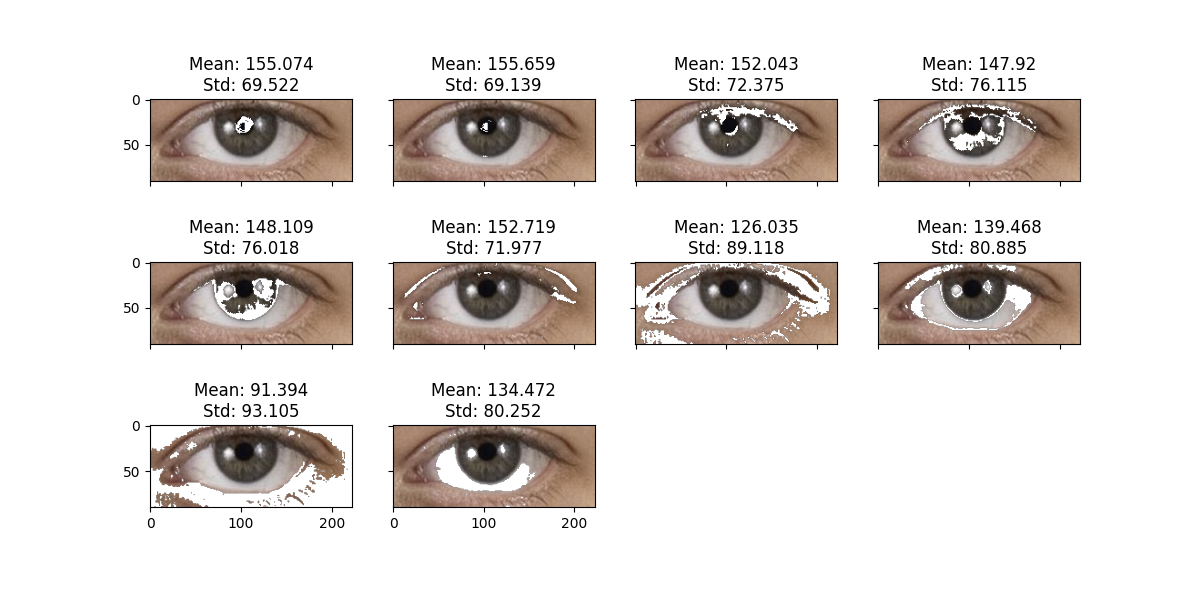 Mean: 155.074
Std: 69.522
Mean: 155.659
Std: 69.139
Mean: 152.043
Std: 72.375
Mean: 147.92
Std: 76.115
0
50
Mean: 148.109
Std: 76.018
Mean: 152.719
Std: 71.977
Mean: 126.035
Std: 89.118
Mean: 139.468
Std: 80.885
0
50
Mean: 91.394
Std: 93.105
Mean: 134.472
Std: 80.252
0
50
0 100 200
0 100 200